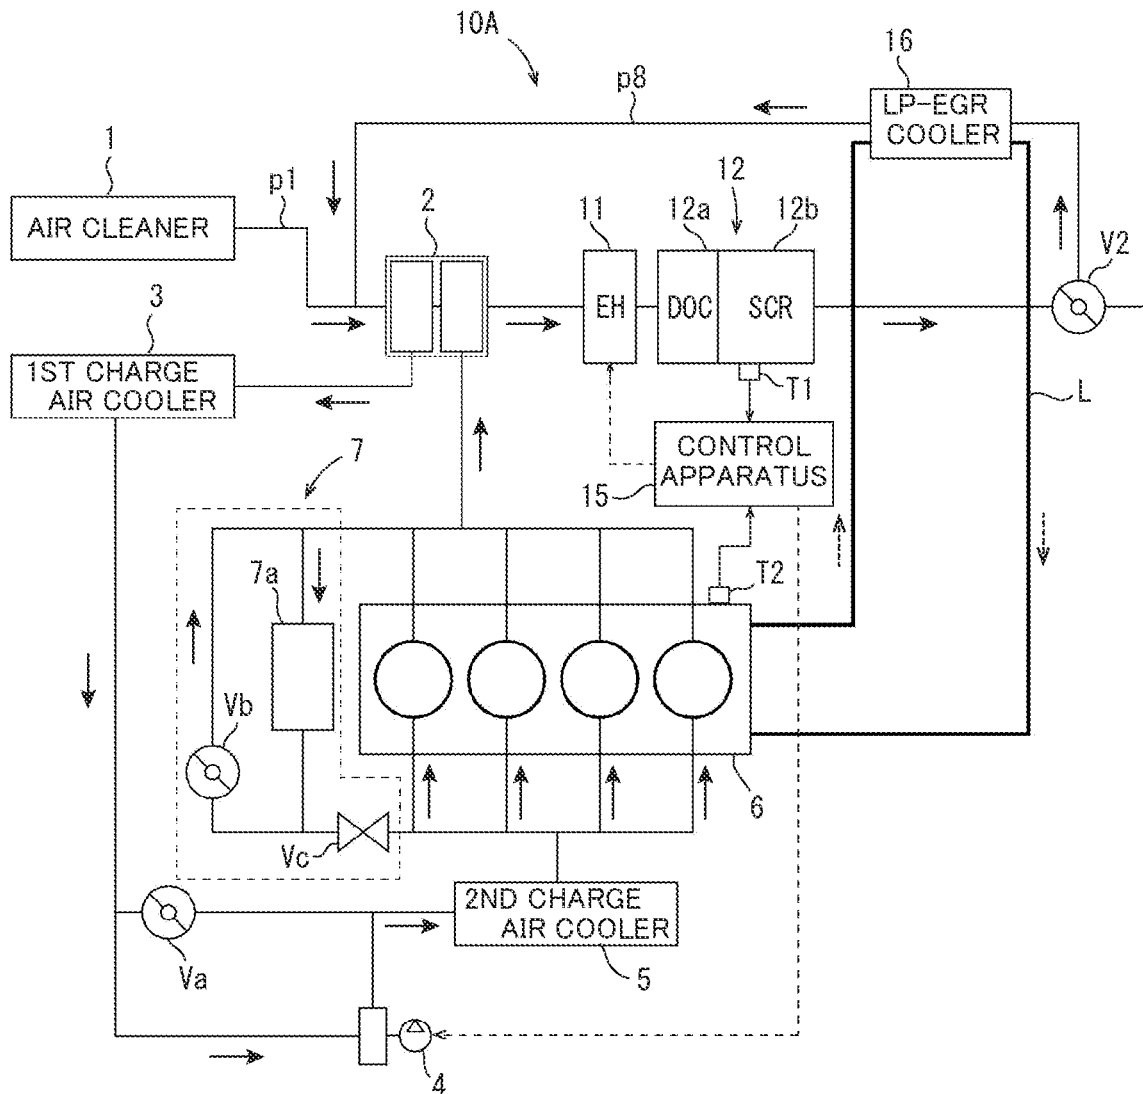 10A
16
p8
LP-EGR
COOLER
1
p1
2
11
12a
12
12b
V2
AIR CLEANER
3
EH
DOC
SCR
1ST CHARGE
AIR COOLER
T1
L
7
CONTROL
APPARATUS
15
7a
T2
Vb
6
Vc
2ND CHARGE
AIR COOLER
Va
5
4